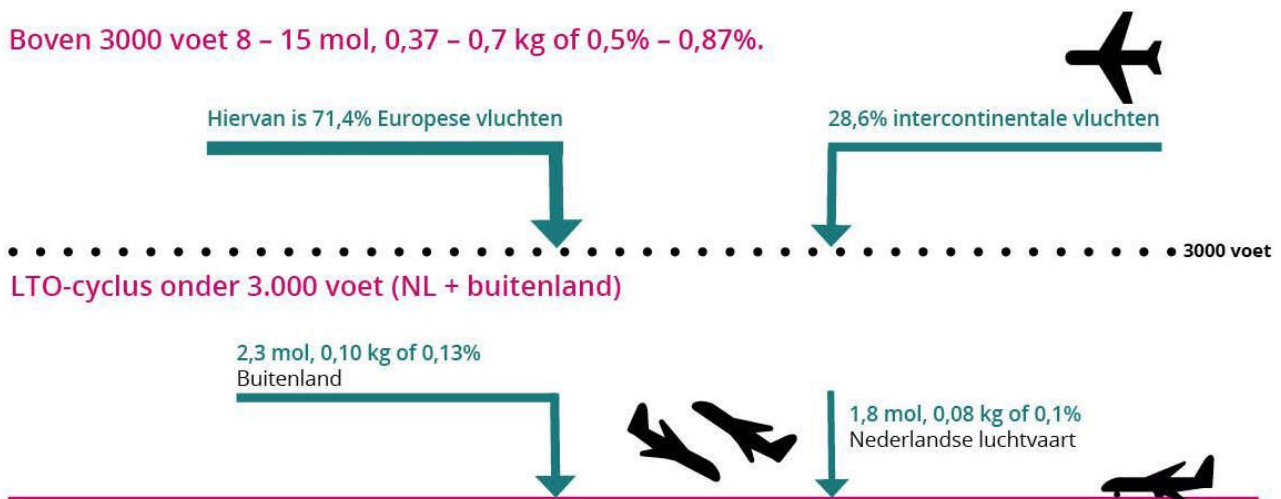 Boven 3000 voet 8 – 15 mol, 0,37 – 0,7 kg of 0,5% – 0,87%.
Hiervan is 71,4% Europese vluchten
28,6% intercontinentale vluchten
3000 voet
LTO-cyclus onder 3.000 voet (NL + buitenland)
2,3 mol, 0,10 kg of 0,13%
Buitenland
1,8 mol, 0,08 kg of 0,1%
Nederlandse luchtvaart